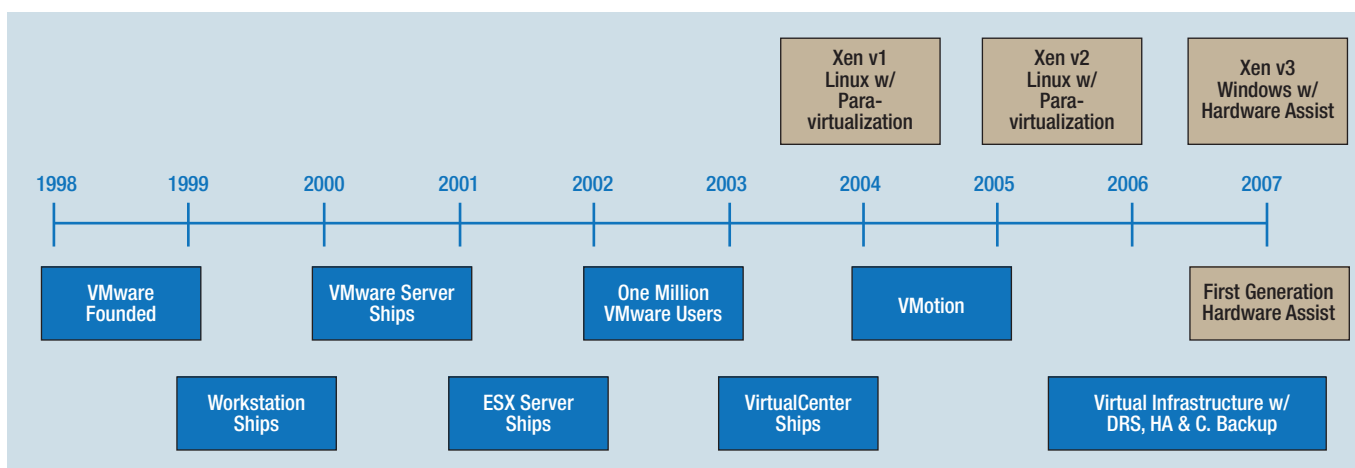 Xen v1
Linux w/
Para-
virtualization
Xen v2
Linux w/
Para-
virtualization
Xen v3
Windows w/
Hardware Assist
1998
1999
2000
2001
2002
2003
2004
2005
2006
2007
VMware
Founded
VMware Server
Ships
One Million
VMware Users
VMotion
First Generation
Hardware Assist
Workstation
Ships
ESX Server
Ships
VirtualCenter
Ships
Virtual Infrastructure w/
DRS, HA & C. Backup